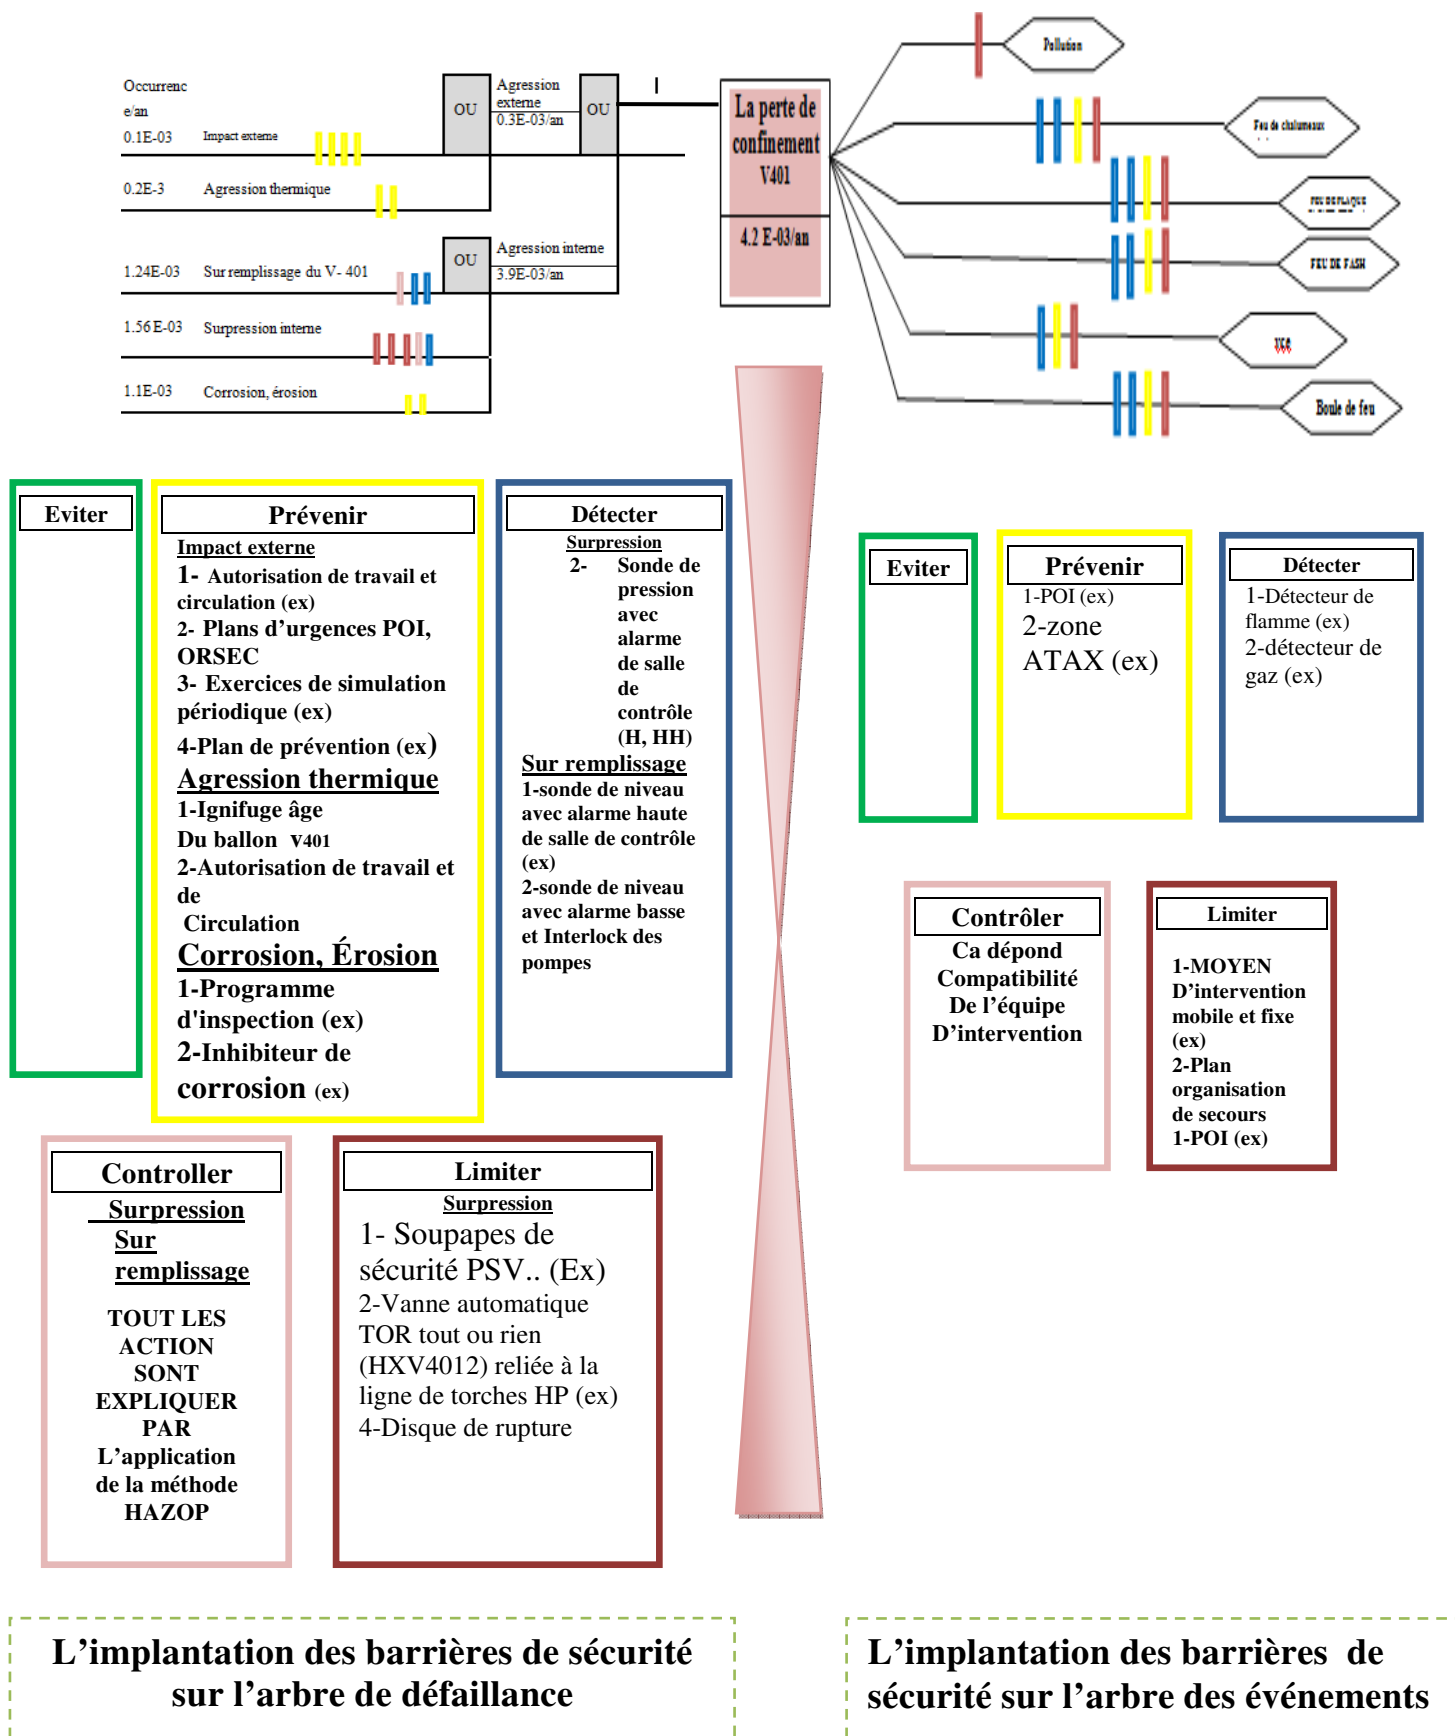 Occurrenc
e/an
0.1E-03 Impact externe
0.2E-3 Agression thermique
1.24E-03 Sur remplissage du V- 401
1.56 E-03 Surpression interne
1.1E-03 Corrosion, érosion
OU
Agression
externe
0.3E-03/an
OU
OU
Agression interne
3.9E-03/an
I
La perte de
confinement
V401
4.2 E-03/an
Pollution
Feu de chalumeaux
FEU DE PLAQUE
FEU DE FASH
Boule de feu
Eviter
Prévenir
Impact externe
1- Autorisation de travail et
circulation (ex)
2- Plans d’urgences POI,
ORSEC
3- Exercices de simulation
périodique (ex)
4-Plan de prévention (ex)
Agression thermique
1-Ignifuge âge
Du ballon v401
2-Autorisation de travail et
de
Circulation
Corrosion, Érosion
1-Programme
d'inspection (ex)
2-Inhibiteur de
corrosion (ex)
Détecter
Surpression
2- Sonde de
pression
avec
alarme
de salle
de
contrôle
(H, HH)
Sur remplissage
1-sonde de niveau
avec alarme haute
de salle de contrôle
(ex)
2-sonde de niveau
avec alarme basse
et Interlock des
pompes
Eviter
Prévenir
1-POI (ex)
2-zone
ATAX (ex)
Détecter
1-Détecteur de
flamme (ex)
2-détecteur de
gaz (ex)
Contrôler
Ca dépond
Compatibilité
De l’équipe
D’intervention
Limiter
1-MOYEN
D’intervention
mobile et fixe
(ex)
2-Plan
organisation
de secours
1-POI (ex)
Controller
Surpression
Sur
remplissage
TOUT LES
ACTION
SONT
EXPLIQUER
PAR
L’application
de la méthode
HAZOP
Limiter
Surpression
1- Soupapes de
sécurité PSV.. (Ex)
2-Vanne automatique
TOR tout ou rien
(HXV4012) reliée à la
ligne de torches HP (ex)
4-Disque de rupture
L’implantation des barrières de sécurité
sur l’arbre de défaillance
L’implantation des barrières de
sécurité sur l’arbre des événements